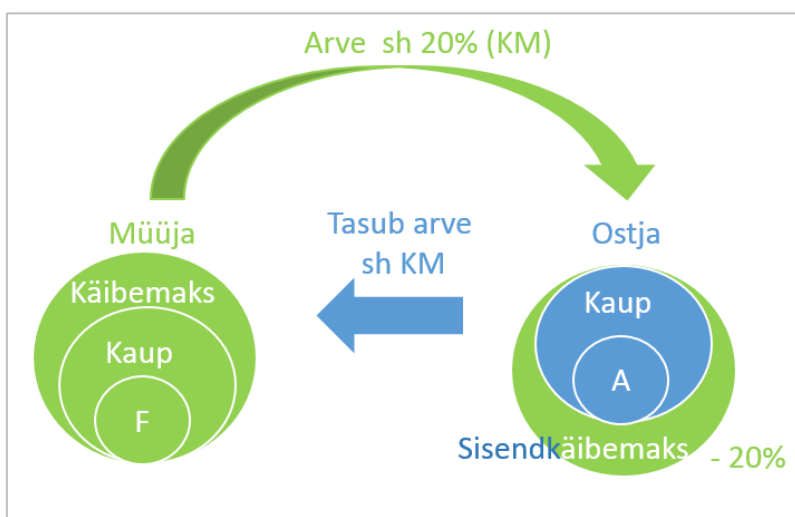 Arve sh 20% (KM)
Müüja
Tasub arve
sh KM
Ostja
Käibemaks
Kaup
F
Kaup
A
Sisendkäibemaks
- 20%